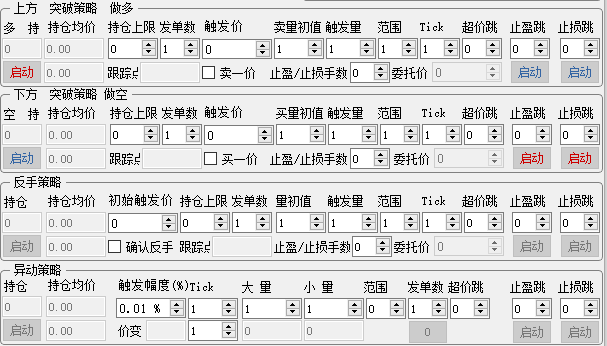 上方 突破策略 做多
多 持 持仓均价 持仓上限 发单数 触发价 卖量初值 触发量 范围 Tick 超价跳 止盈跳 止损跳
0 0.00 0 1 0 1 1 1 1 0 0 0
启动 0.00 跟踪点 卖一价 止盈/止损手数 0 委托价 0 启动 启动
下方 突破策略 做空
空 持 持仓均价 持仓上限 发单数 触发价 买量初值 触发量 范围 Tick 超价跳 止盈跳 止损跳
0 0.00 0 1 0 1 1 1 1 0 0 0
启动 0.00 跟踪点 买一价 止盈/止损手数 0 委托价 0 启动 启动
反手策略
持仓 持仓均价 初始触发价 持仓上限 发单数 量初值 触发量 范围 Tick 超价跳 止盈跳 止损跳
0 0.00 0 0 1 1 1 1 1 0 0 0
启动 0.00 确认反手 跟踪点 止盈/止损手数 0 委托价 0 启动 启动
异动策略
持仓 持仓均价 触发幅度(%) Tick 大 量 小 量 范围 发单数 超价跳 止盈跳 止损跳
0 0.00 0.01 % 1 1 1 0 1 0 0 0
启动 0.00 价变 1 0 0 0 启动 启动